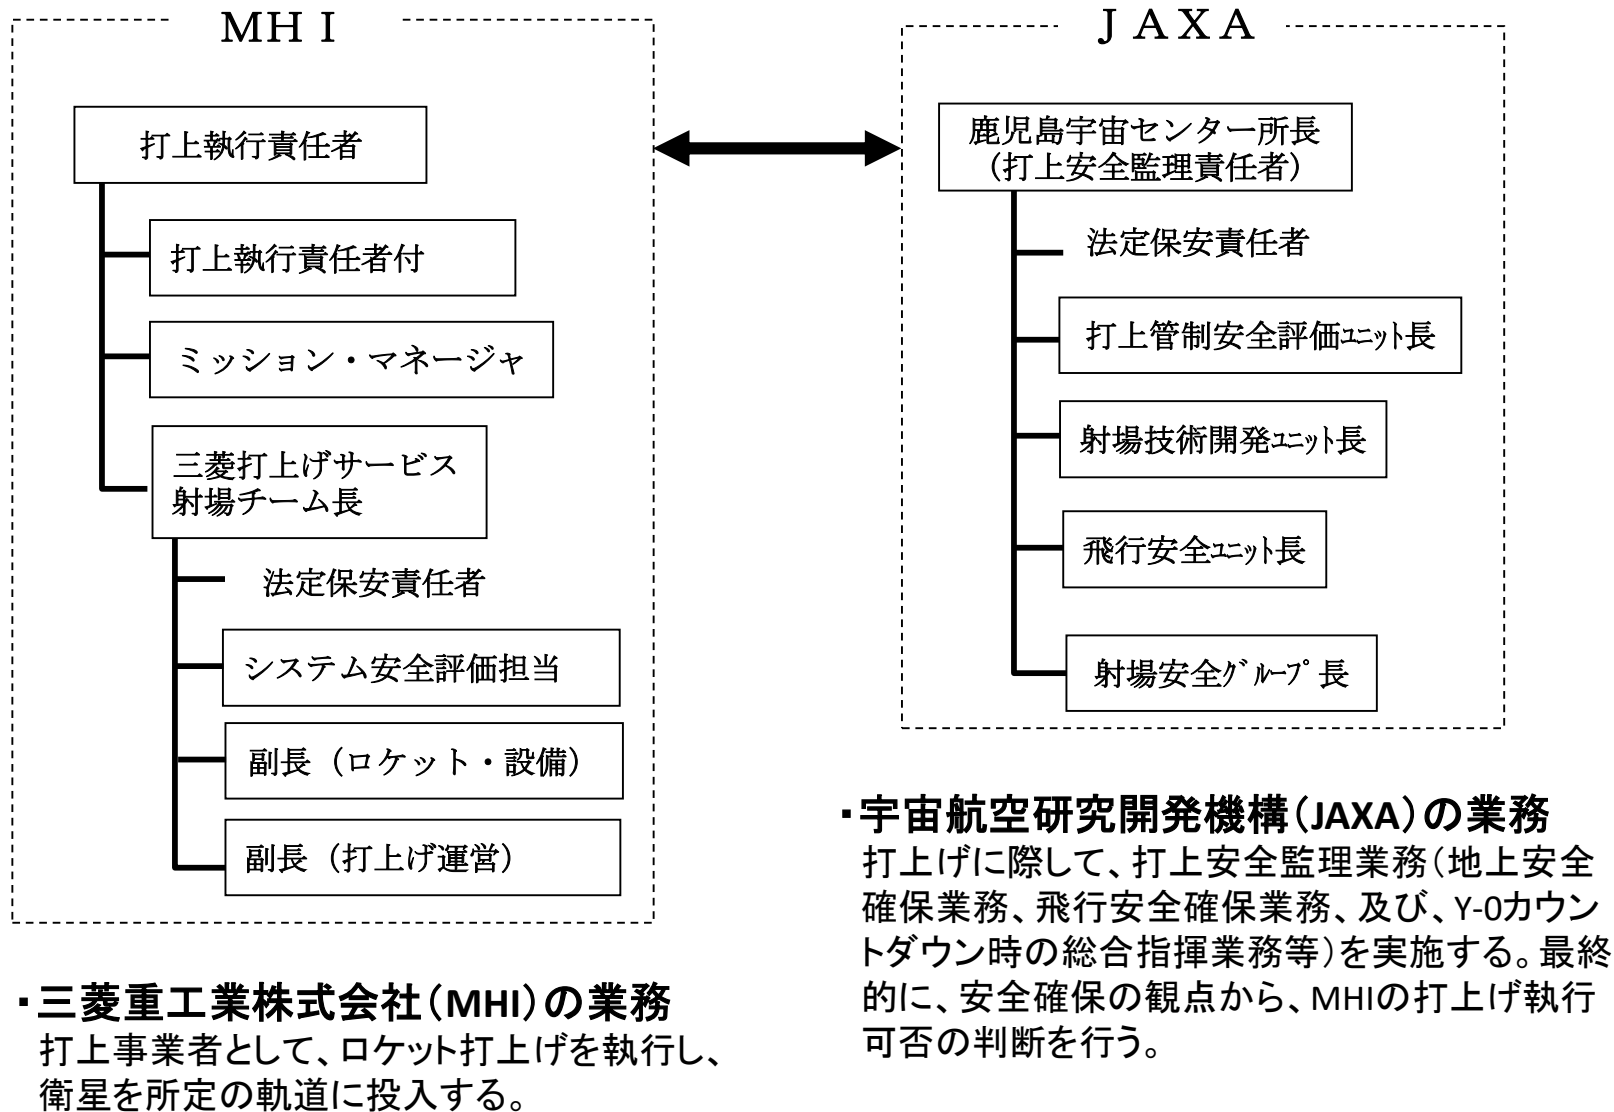 ＭＨＩ
打上執行責任者
打上執行責任者付
ミッション・マネージャ
三菱打上げサービス
射場チーム長
法定保安責任者
システム安全評価担当
副長（ロケット・設備）
副長（打上げ運営）
・三菱重工業株式会社（MHI）の業務
打上事業者として、ロケット打上げを執行し、
衛星を所定の軌道に投入する。
ＪＡＸＡ
鹿児島宇宙センター所長
（打上安全監理責任者）
法定保安責任者
打上管制安全評価ﾕﾆｯﾄ長
射場技術開発ﾕﾆｯﾄ長
飛行安全ﾕﾆｯﾄ長
射場安全ｸﾞﾙｰﾌﾟ長
・宇宙航空研究開発機構（JAXA）の業務
打上げに際して、打上安全監理業務（地上安全
確保業務、飛行安全確保業務、及び、Y-0カウン
トダウン時の総合指揮業務等）を実施する。最終
的に、安全確保の観点から、MHIの打上げ執行
可否の判断を行う。